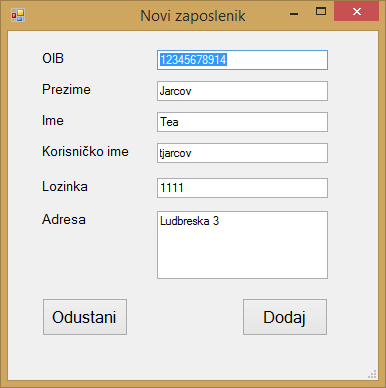 Novi zaposlenik
OIB 12345678914
Prezime Jarcov
Ime Tea
Korisničko ime tjarcov
Lozinka 1111
Adresa Ludbreska 3
Odustani Dodaj